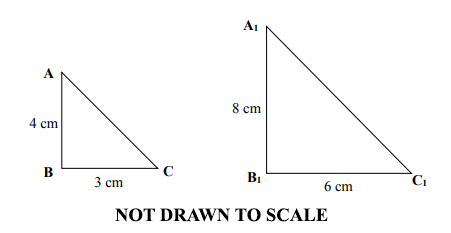 A
4 cm
B
3 cm
C
A₁
8 cm
B₁
6 cm
C₁
NOT DRAWN TO SCALE